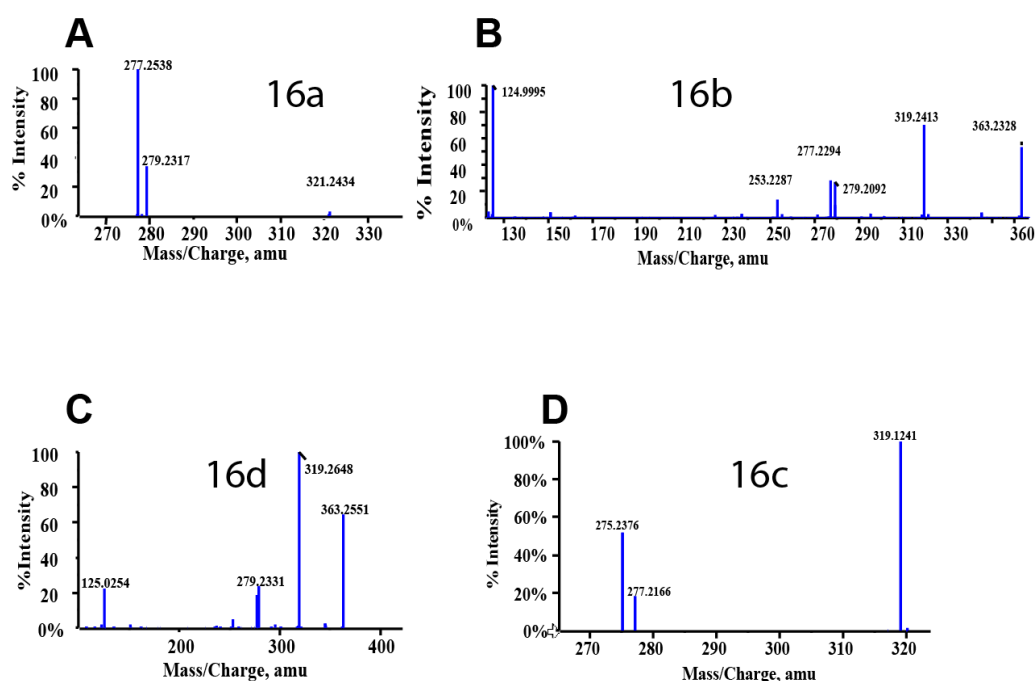 A
16a
277.2538
279.2317
321.2434
100
80
60
40
20
0%
% Intensity
270 280 290 300 310 320 330
Mass/Charge, amu
B
16b
124.9995
319.2413
363.2328
277.2294
253.2287
279.2092
100
80
60
40
20
0
% Intensity
130 150 170 190 210 230 250 270 290 310 330 360
Mass/Charge, amu
C
16d
319.2648
363.2551
279.2331
125.0254
100
80
60
40
20
0%
%Intensity
200 300 400
Mass/Charge, amu
D
16c
319.1241
275.2376
277.2166
100%
80%
60%
40%
20%
0%
% Intensity
270 280 290 300 310 320
Mass/Charge, amu